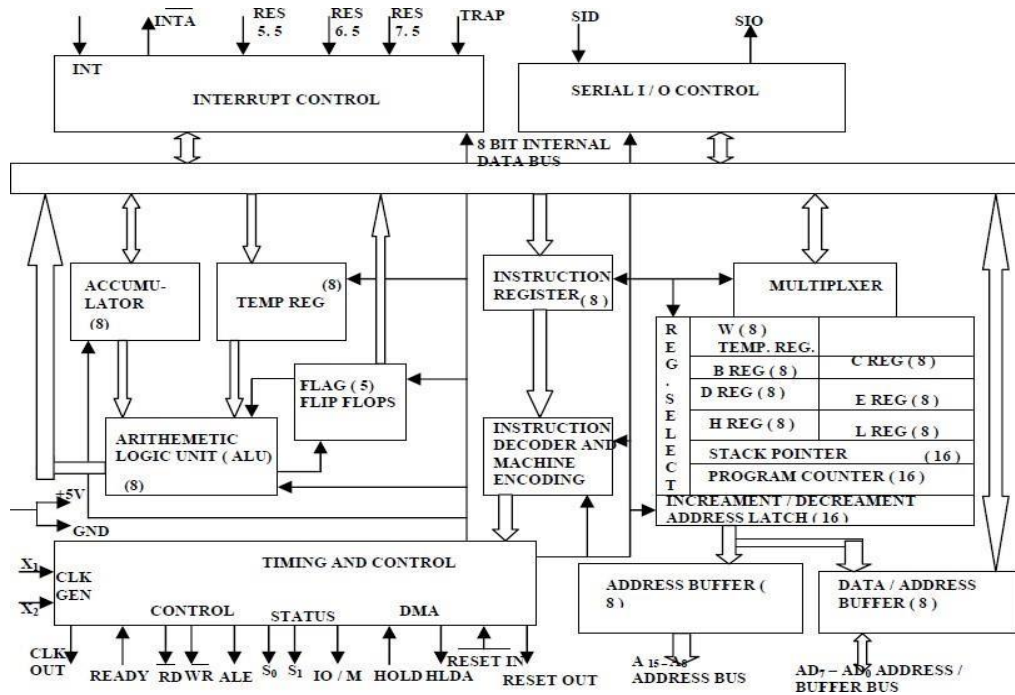 INTA
RES 5. 5
RES 6. 5
RES 7. 5
TRAP
SID
SIO
INT
INTERRUPT CONTROL
SERIAL I / O CONTROL
8 BIT INTERNAL
DATA BUS
ACCUMU-
LATOR
(8)
(8)
TEMP REG
INSTRUCTION
REGISTER ( 8 )
MULTIPLXER
REG. SELECT
W ( 8 )
TEMP. REG.
B REG ( 8 )
C REG ( 8 )
D REG ( 8 )
E REG ( 8 )
H REG ( 8 )
L REG ( 8 )
STACK POINTER ( 16 )
PROGRAM COUNTER ( 16 )
INCREAMENT / DECREAMENT
ADDRESS LATCH ( 16 )
FLAG ( 5 )
FLIP FLOPS
ARITHEMETIC
LOGIC UNIT ( ALU )
(8)
INSTRUCTION
DECODER AND
MACHINE
ENCODING
+5V
GND
X1
X2
CLK
GEN
TIMING AND CONTROL
CONTROL
STATUS
DMA
ADDRESS BUFFER (
8 )
DATA / ADDRESS
BUFFER ( 8 )
CLK
OUT
READY
RD
WR
ALE
S0
S1
IO / M
HOLD
HLDA
RESET IN
RESET OUT
A 15 – A8
ADDRESS BUS
AD7 – AD0 ADDRESS /
BUFFER BUS